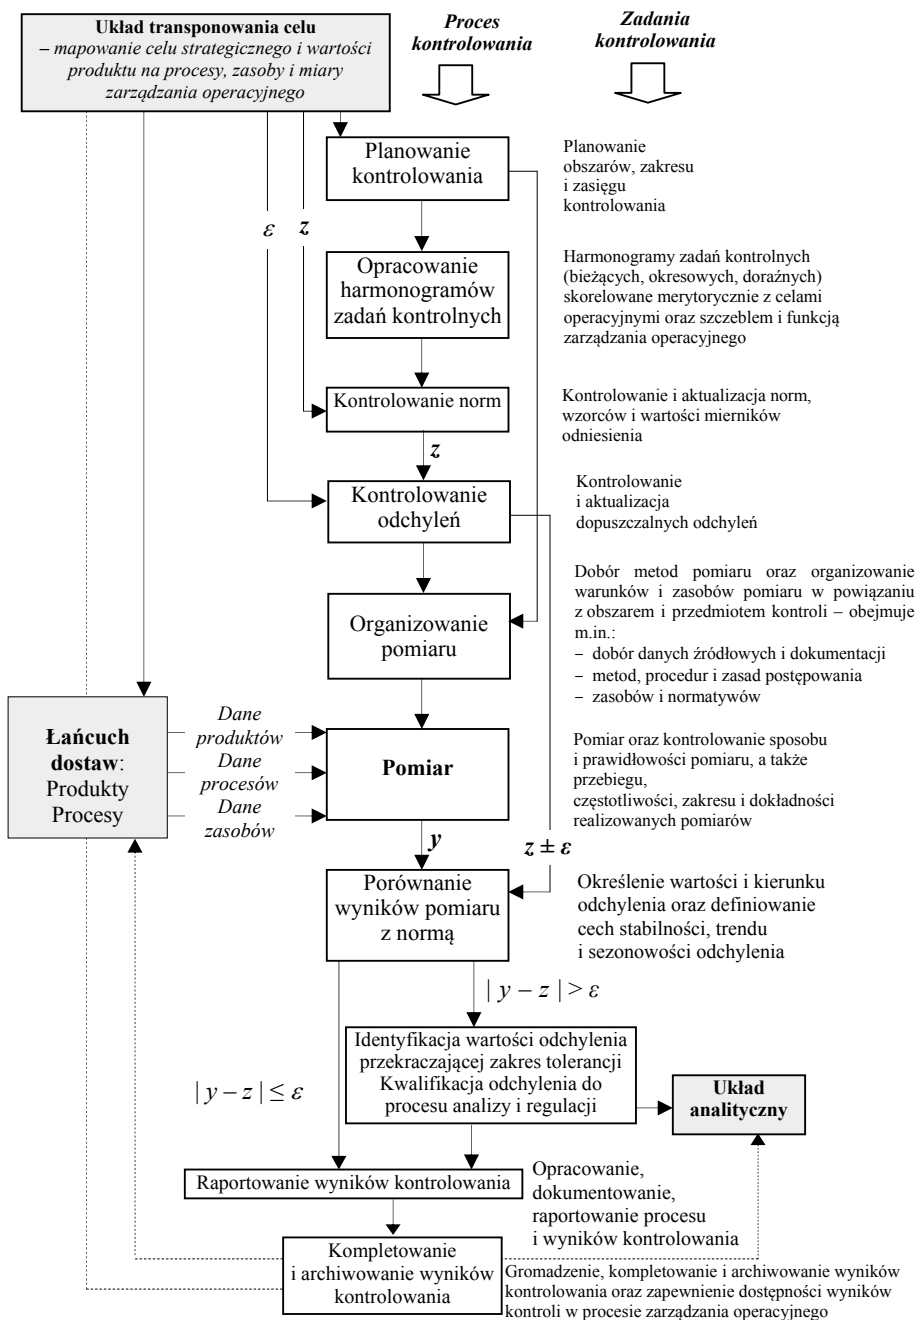 Układ transponowania celu
– mapowanie celu strategicznego i wartości
produktu na procesy, zasoby i miary
zarządzania operacyjnego
Proces
kontrolowania
Zadania
kontrolowania
Planowanie
kontrolowania
Planowanie
obszarów, zakresu
i zasięgu
kontrolowania
ε
z
Opracowanie
harmonogramów
zadań kontrolnych
Harmonogramy zadań kontrolnych
(bieżących, okresowych, doraźnych)
skorelowane merytorycznie z celami
operacyjnymi oraz szczeblem i funkcją
zarządzania operacyjnego
Kontrolowanie norm
Kontrolowanie i aktualizacja norm,
wzorców i wartości mierników
odniesienia
z
Kontrolowanie
odchyleń
Kontrolowanie
i aktualizacja
dopuszczalnych odchyleń
Organizowanie
pomiaru
Dobór metod pomiaru oraz organizowanie
warunków i zasobów pomiaru w powiązaniu
z obszarem i przedmiotem kontroli – obejmuje
m.in.:
– dobór danych źródłowych i dokumentacji
– metod, procedur i zasad postępowania
– zasobów i normatywów
Łańcuch
dostaw:
Produkty
Procesy
Dane
produktów
Dane
procesów
Dane
zasobów
Pomiar
Pomiar oraz kontrolowanie sposobu
i prawidłowości pomiaru, a także
przebiegu,
częstotliwości, zakresu i dokładności
realizowanych pomiarów
y
z ± ε
Porównanie
wyników pomiaru
z normą
Określenie wartości i kierunku
odchylenia oraz definiowanie
cech stabilności, trendu
i sezonowości odchylenia
| y – z | > ε
Identyfikacja wartości odchylenia
przekraczającej zakres tolerancji
Kwalifikacja odchylenia do
procesu analizy i regulacji
| y – z | ≤ ε
Układ
analityczny
Raportowanie wyników kontrolowania
Opracowanie,
dokumentowanie,
raportowanie procesu
i wyników kontrolowania
Kompletowanie
i archiwowanie wyników
kontrolowania
Gromadzenie, kompletowanie i archiwowanie wyników
kontrolowania oraz zapewnienie dostępności wyników
kontroli w procesie zarządzania operacyjnego